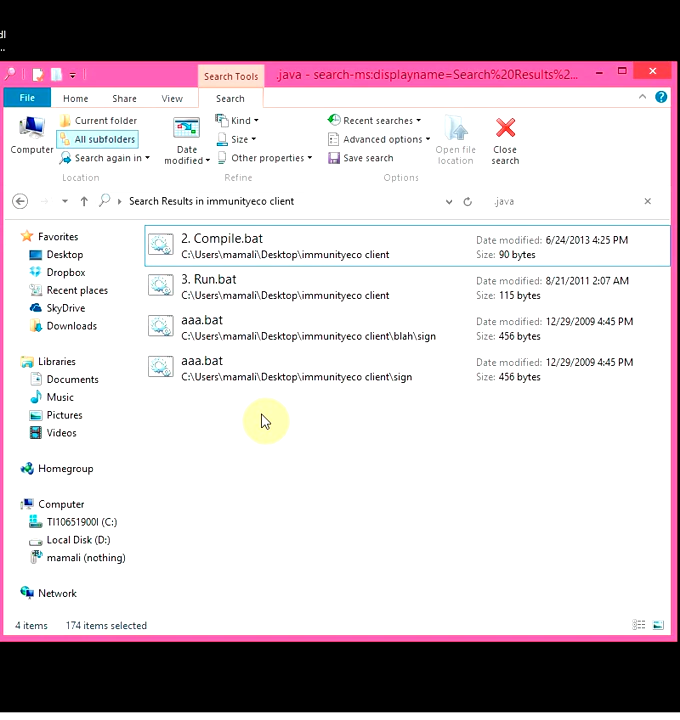 dl
...
Search Tools
.java - search-ms:displayname=Search%20Results%2...
File Home Share View Search
Computer
Current folder
All subfolders
Search again in
Date modified
Kind
Size
Other properties
Recent searches
Advanced options
Save search
Open file location
Close search
Location Refine Options
Search Results in immunityeco client
.java
Favorites
Desktop
Dropbox
Recent places
SkyDrive
Downloads
Libraries
Documents
Music
Pictures
Videos
Homegroup
Computer
TI10651900I (C:)
Local Disk (D:)
mamali (nothing)
Network
2. Compile.bat
C:\Users\mamali\Desktop\immunityeco client
Date modified: 6/24/2013 4:25 PM
Size: 90 bytes
3. Run.bat
C:\Users\mamali\Desktop\immunityeco client
Date modified: 8/21/2011 2:07 AM
Size: 115 bytes
aaa.bat
C:\Users\mamali\Desktop\immunityeco client\blah\sign
Date modified: 12/29/2009 4:45 PM
Size: 456 bytes
aaa.bat
C:\Users\mamali\Desktop\immunityeco client\sign
Date modified: 12/29/2009 4:45 PM
Size: 456 bytes
4 items 174 items selected